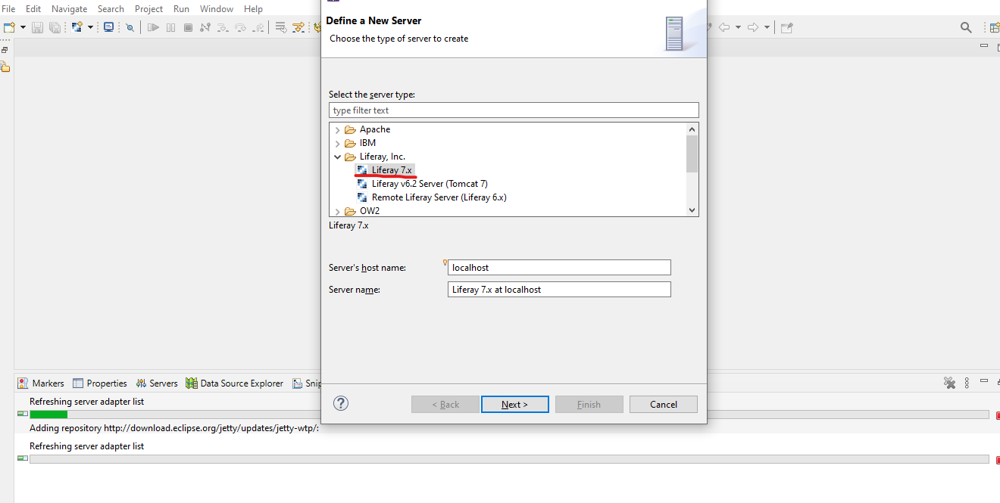 File Edit Navigate Search Project Run Window Help
Define a New Server
Choose the type of server to create
Select the server type:
type filter text
Apache
IBM
Liferay, Inc.
Liferay 7.x
Liferay v6.2 Server (Tomcat 7)
Remote Liferay Server (Liferay 6.x)
OW2
Liferay 7.x
Server's host name: localhost
Server name: Liferay 7.x at localhost
? < Back Next > Finish Cancel
Markers Properties Servers Data Source Explorer Snip
Refreshing server adapter list
Adding repository http://download.eclipse.org/jetty/updates/jetty-wtp/:
Refreshing server adapter list